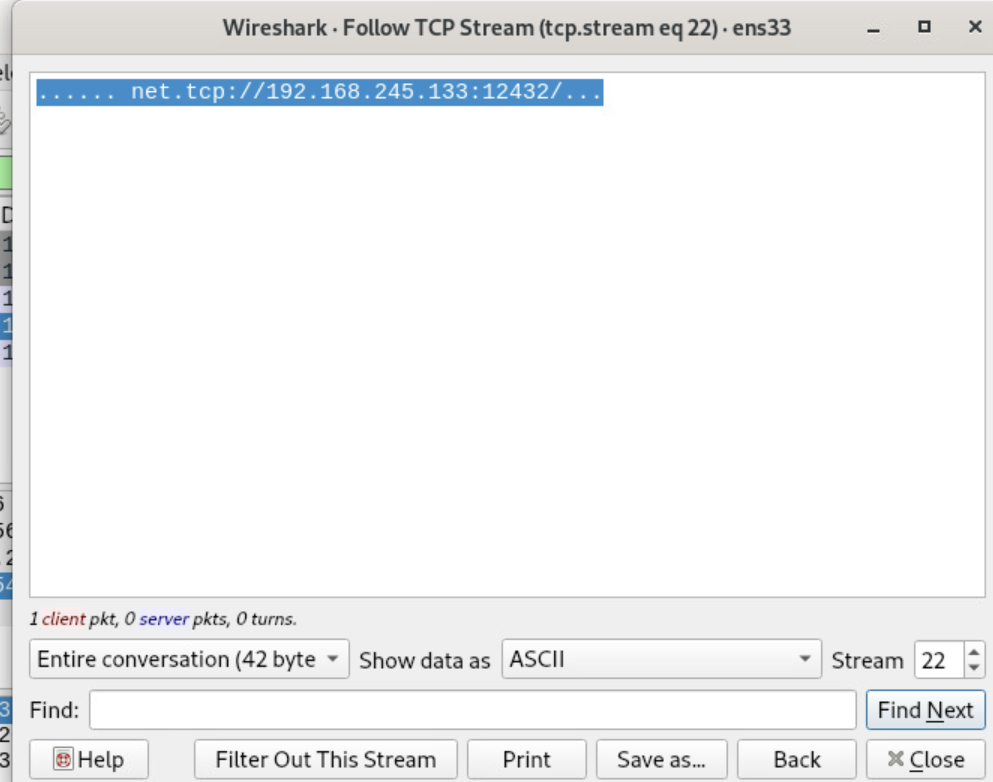 Wireshark · Follow TCP Stream (tcp.stream eq 22) · ens33
...... net.tcp://192.168.245.133:12432/...
1 client pkt, 0 server pkts, 0 turns.
Entire conversation (42 byte
Show data as
ASCII
Stream
22
Find:
Find Next
Help
Filter Out This Stream
Print
Save as...
Back
Close